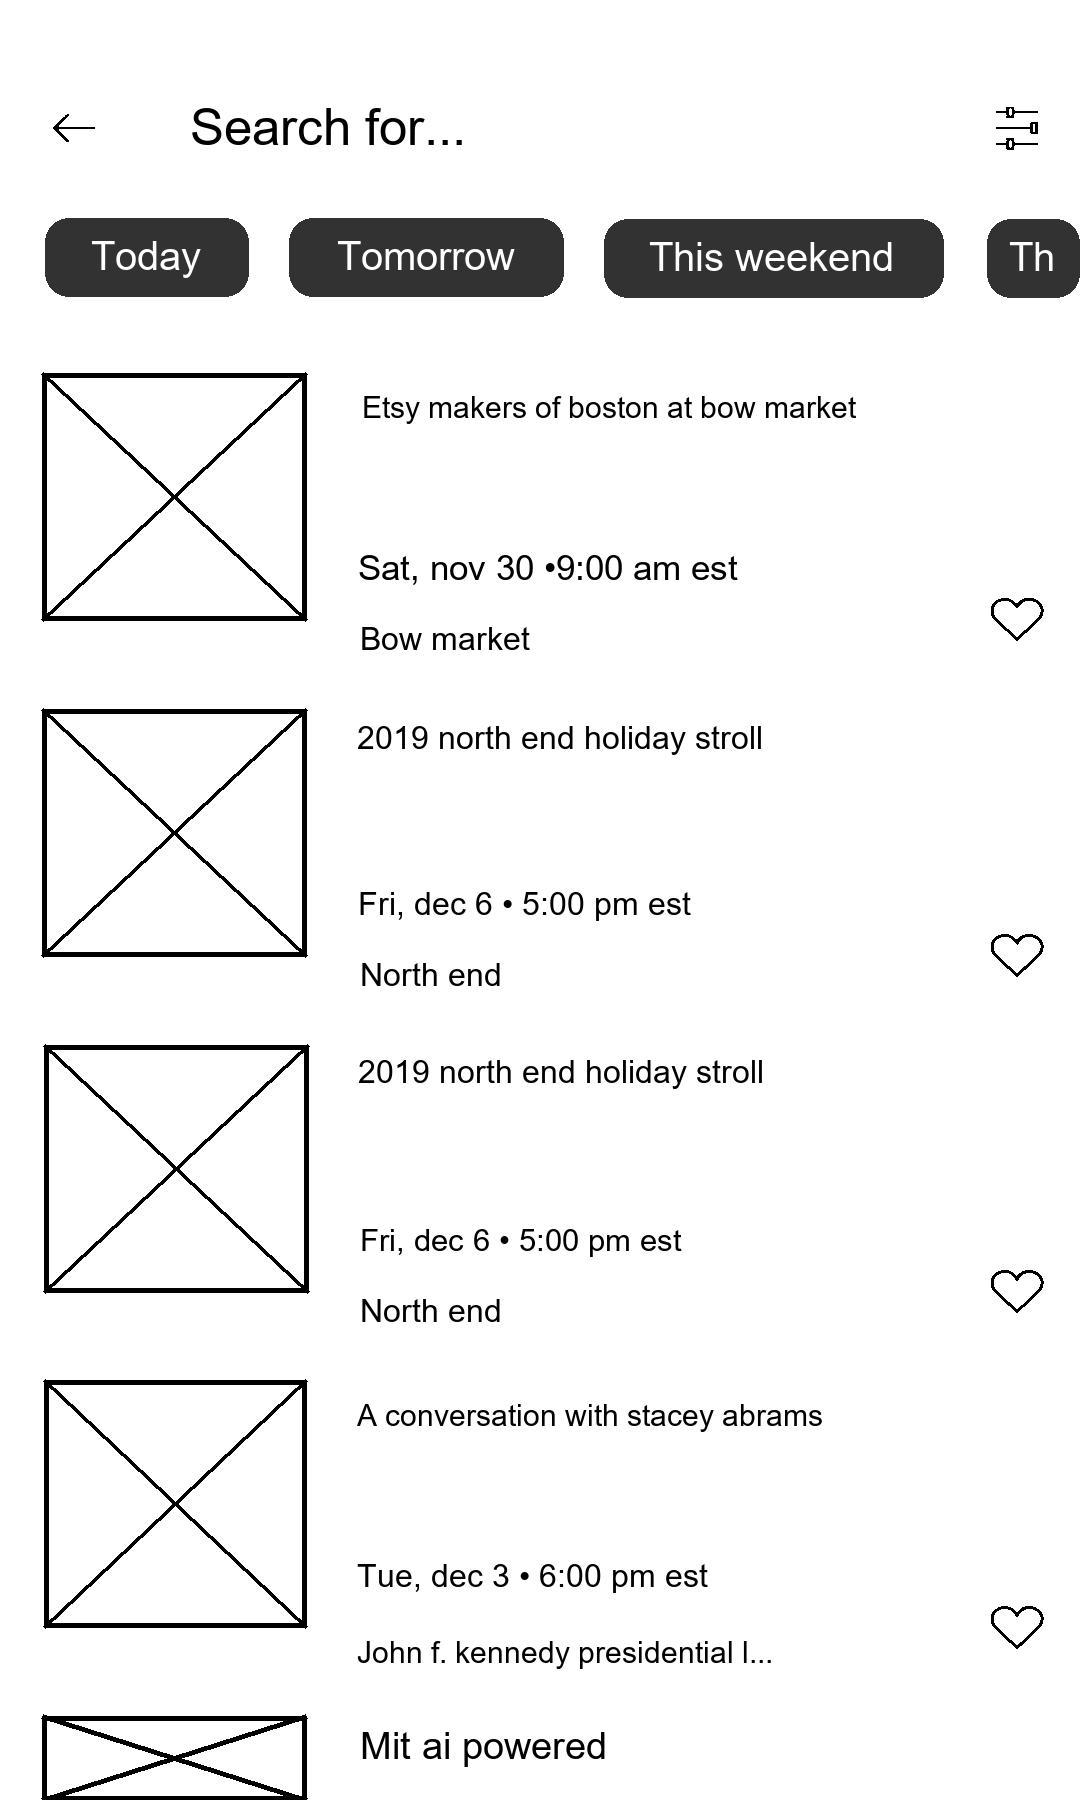 Search for...
Today Tomorrow This weekend Th
Etsy makers of boston at bow market
Sat, nov 30 •9:00 am est
Bow market
2019 north end holiday stroll
Fri, dec 6 • 5:00 pm est
North end
2019 north end holiday stroll
Fri, dec 6 • 5:00 pm est
North end
A conversation with stacey abrams
Tue, dec 3 • 6:00 pm est
John f. kennedy presidential l...
Mit ai powered